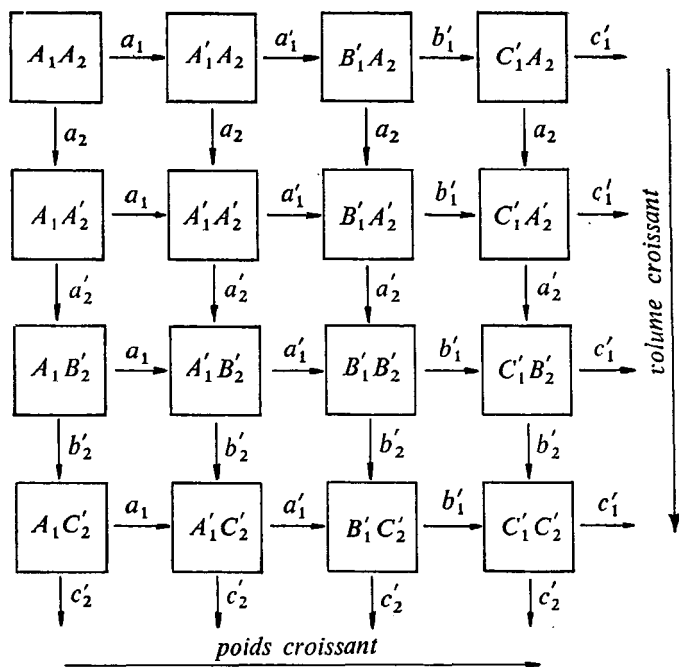 A₁A₂ a₁ A′₁A₂ a′₁ B′₁A₂ b′₁ C′₁A₂ c′₁
a₂ a₂ a₂ a₂
A₁A′₂ a₁ A′₁A′₂ a′₁ B′₁A′₂ b′₁ C′₁A′₂ c′₁
a′₂ a′₂ a′₂ a′₂
A₁B′₂ a₁ A′₁B′₂ a′₁ B′₁B′₂ b′₁ C′₁B′₂ c′₁
b′₂ b′₂ b′₂ b′₂
A₁C′₂ a₁ A′₁C′₂ a′₁ B′₁C′₂ b′₁ C′₁C′₂ c′₁
c′₂ c′₂ c′₂ c′₂
volume croissant
poids croissant